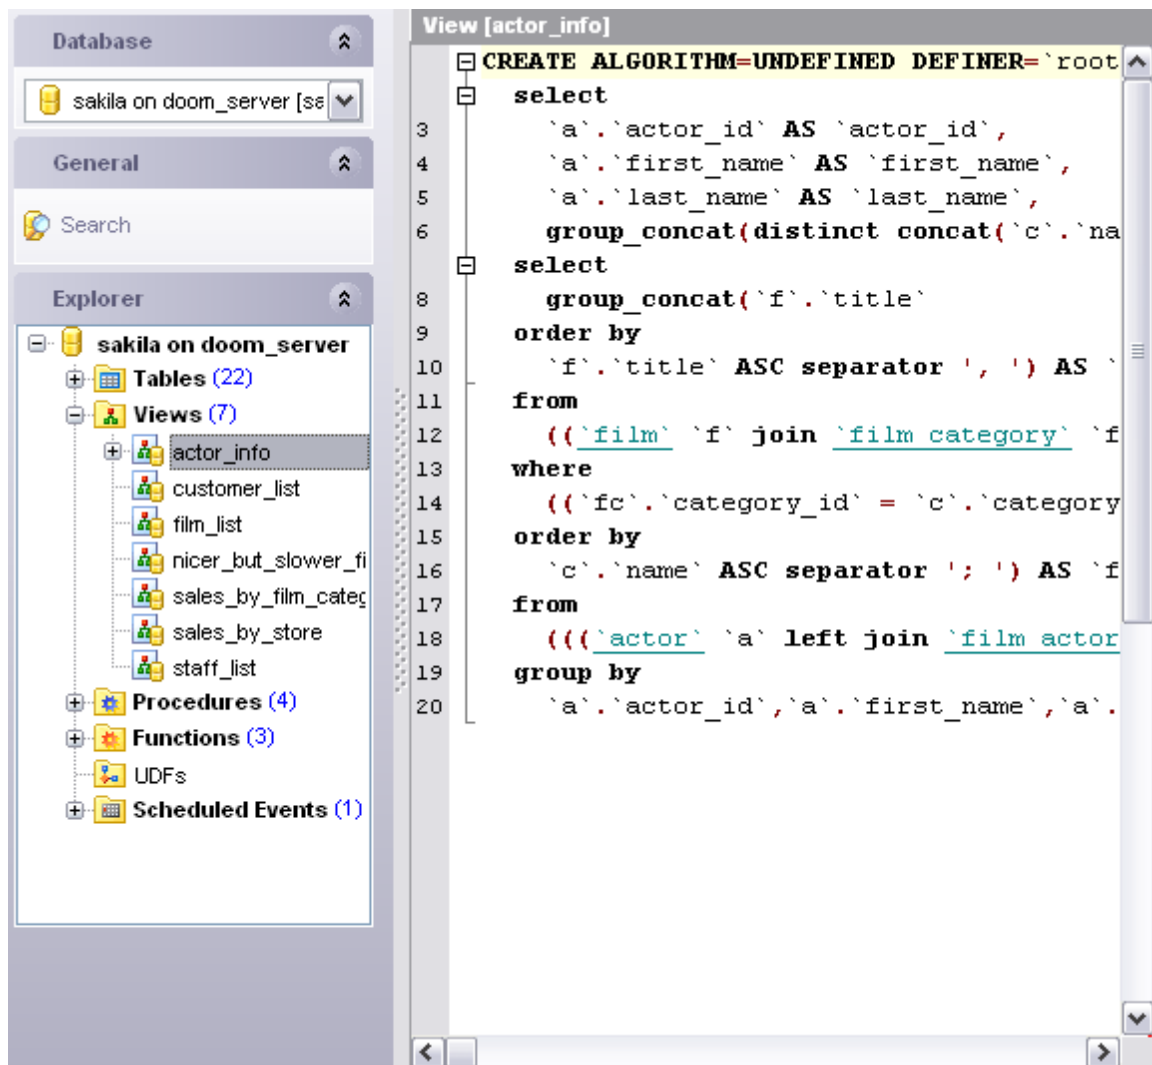 Database
sakila on doom_server [sa
General
Search
Explorer
sakila on doom_server
Tables (22)
Views (7)
actor_info
customer_list
film_list
nicer_but_slower_fi
sales_by_film_categ
sales_by_store
staff_list
Procedures (4)
Functions (3)
UDFs
Scheduled Events (1)
View [actor_info]
CREATE ALGORITHM=UNDEFINED DEFINER=`root
select
3 `a`.`actor_id` AS `actor_id`,
4 `a`.`first_name` AS `first_name`,
5 `a`.`last_name` AS `last_name`,
6 group_concat(distinct concat(`c`.`na
select
8 group_concat(`f`.`title`
9 order by
10 `f`.`title` ASC separator ', ') AS `
11 from
12 ((`film` `f` join `film_category` `f
13 where
14 ((`fc`.`category_id` = `c`.`category
15 order by
16 `c`.`name` ASC separator '; ') AS `f
17 from
18 (((`actor` `a` left join `film_actor
19 group by
20 `a`.`actor_id`,`a`.`first_name`,`a`.